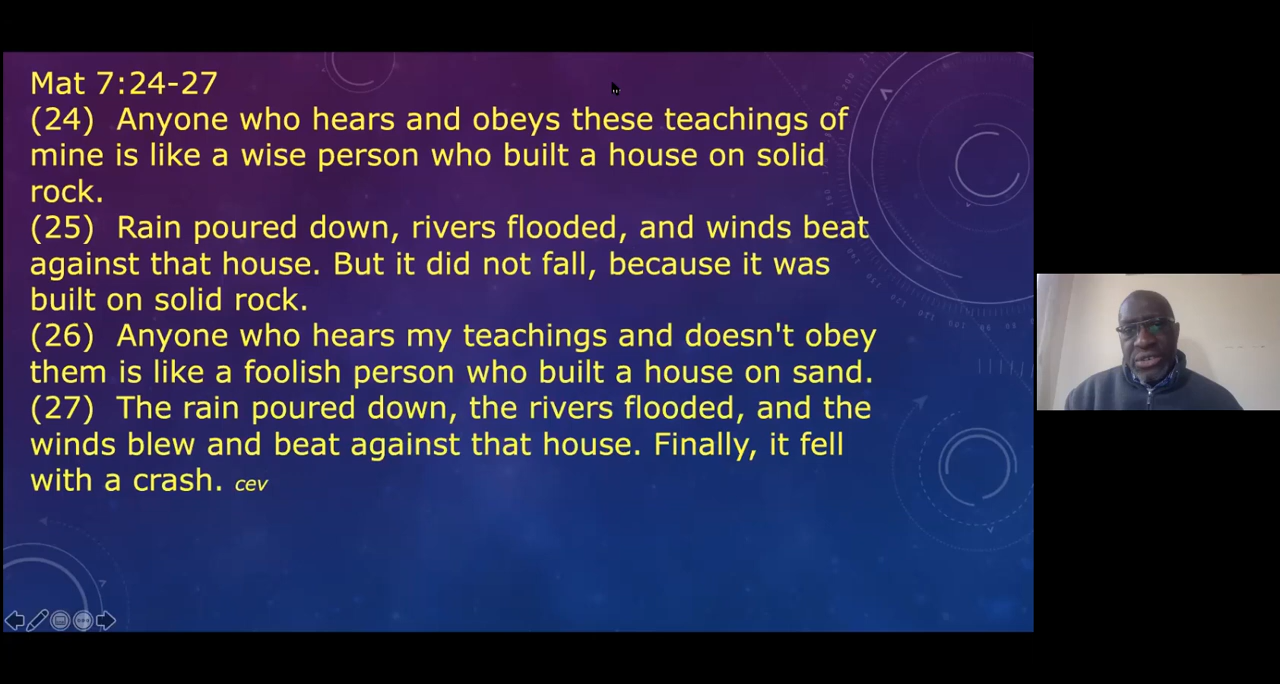 Mat 7:24-27
(24)  Anyone who hears and obeys these teachings of
mine is like a wise person who built a house on solid
rock.
(25)  Rain poured down, rivers flooded, and winds beat
against that house. But it did not fall, because it was
built on solid rock.
(26)  Anyone who hears my teachings and doesn't obey
them is like a foolish person who built a house on sand.
(27)  The rain poured down, the rivers flooded, and the
winds blew and beat against that house. Finally, it fell
with a crash. cev